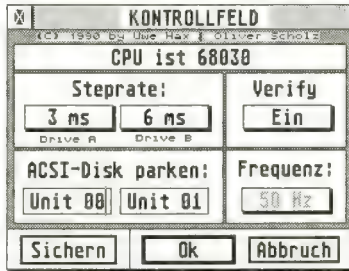 KONTROLLFELD
(C) 1990 by Uwe Hax & Oliver Scholz
CPU ist 68030
Steprate: Verify
3 ms 6 ms Ein
Drive A Drive B
ACSI-Disk parken: Frequenz:
Unit 00 Unit 01 50 Hz
Sichern Ok Abbruch